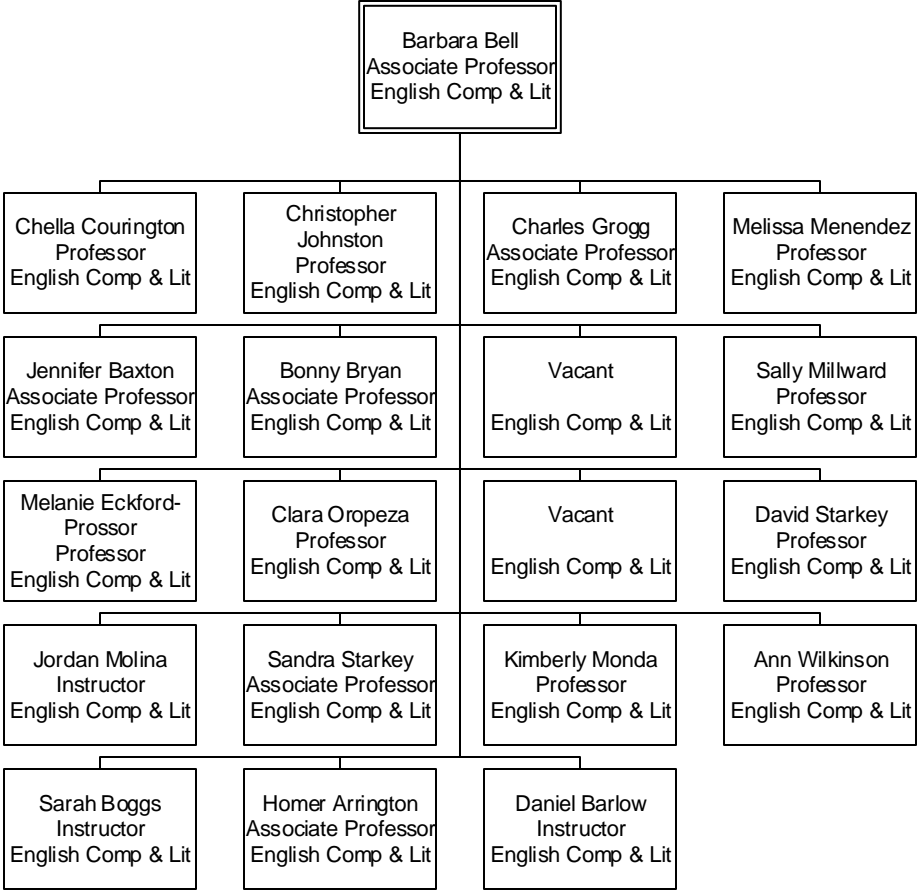 Barbara Bell
Associate Professor
English Comp & Lit
Chella Courington
Professor
English Comp & Lit
Christopher
Johnston
Professor
English Comp & Lit
Charles Grogg
Associate Professor
English Comp & Lit
Melissa Menendez
Professor
English Comp & Lit
Jennifer Baxton
Associate Professor
English Comp & Lit
Bonny Bryan
Associate Professor
English Comp & Lit
Vacant
English Comp & Lit
Sally Millward
Professor
English Comp & Lit
Melanie Eckford-
Prossor
Professor
English Comp & Lit
Clara Oropeza
Professor
English Comp & Lit
Vacant
English Comp & Lit
David Starkey
Professor
English Comp & Lit
Jordan Molina
Instructor
English Comp & Lit
Sandra Starkey
Associate Professor
English Comp & Lit
Kimberly Monda
Professor
English Comp & Lit
Ann Wilkinson
Professor
English Comp & Lit
Sarah Boggs
Instructor
English Comp & Lit
Homer Arrington
Associate Professor
English Comp & Lit
Daniel Barlow
Instructor
English Comp & Lit